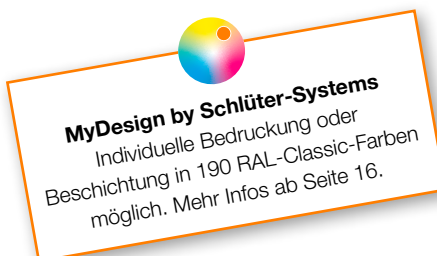 MyDesign by Schlüter-Systems
Individuelle Bedruckung oder
Beschichtung in 190 RAL-Classic-Farben
möglich. Mehr Infos ab Seite 16.